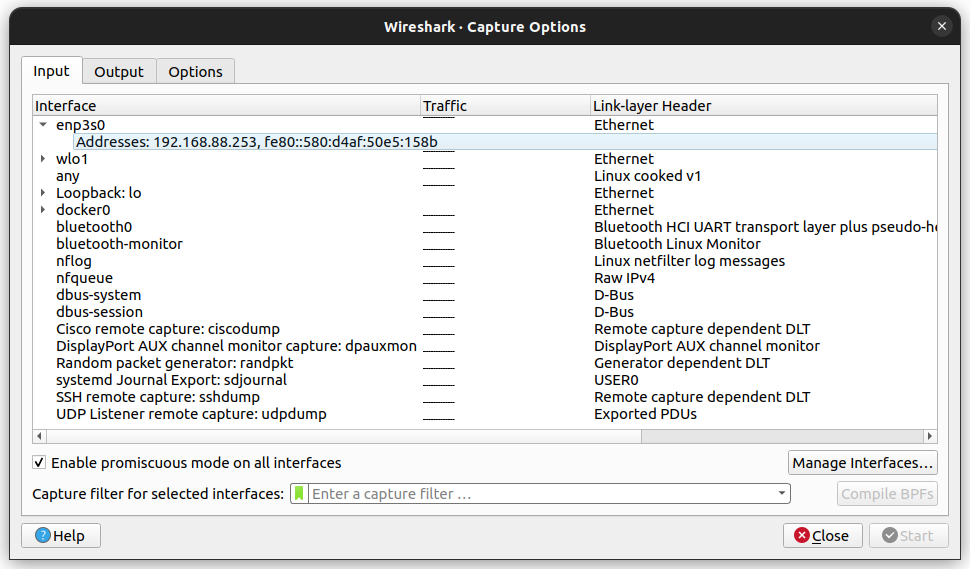 Wireshark · Capture Options
Input Output Options
Interface Traffic Link-layer Header
enp3s0 Ethernet
Addresses: 192.168.88.253, fe80::580:d4af:50e5:158b
wlo1 Ethernet
any Linux cooked v1
Loopback: lo Ethernet
docker0 Ethernet
bluetooth0 Bluetooth HCI UART transport layer plus pseudo-he
bluetooth-monitor Bluetooth Linux Monitor
nflog Linux netfilter log messages
nfqueue Raw IPv4
dbus-system D-Bus
dbus-session D-Bus
Cisco remote capture: ciscodump Remote capture dependent DLT
DisplayPort AUX channel monitor capture: dpauxmon DisplayPort AUX channel monitor
Random packet generator: randpkt Generator dependent DLT
systemd Journal Export: sdjournal USER0
SSH remote capture: sshdump Remote capture dependent DLT
UDP Listener remote capture: udpdump Exported PDUs
Enable promiscuous mode on all interfaces Manage Interfaces...
Capture filter for selected interfaces: Enter a capture filter … Compile BPFs
Help Close Start